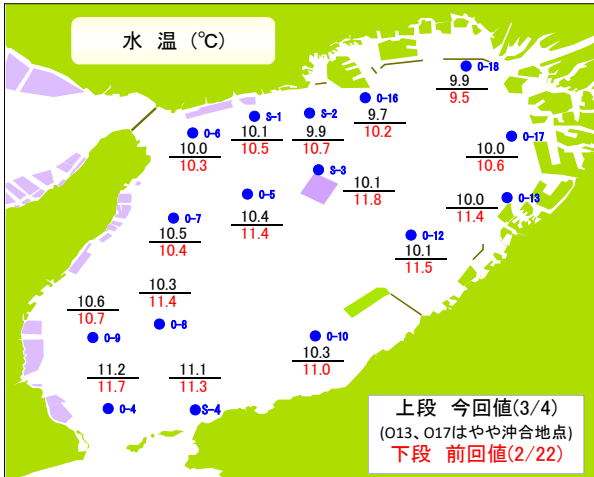 水 温 (℃)
O-18
9.9
9.5
O-16
9.7
10.2
S-2
9.9
10.7
S-1
10.1
10.5
O-6
10.0
10.3
O-17
10.0
10.6
S-3
10.1
11.8
O-5
10.4
11.4
O-13
10.0
11.4
O-7
10.5
10.4
O-12
10.1
11.5
10.3
11.4
O-8
10.6
10.7
O-9
O-10
10.3
11.0
11.2
11.7
O-4
11.1
11.3
S-4
上段 今回値(3/4)
(O13、O17はやや沖合地点)
下段 前回値(2/22)